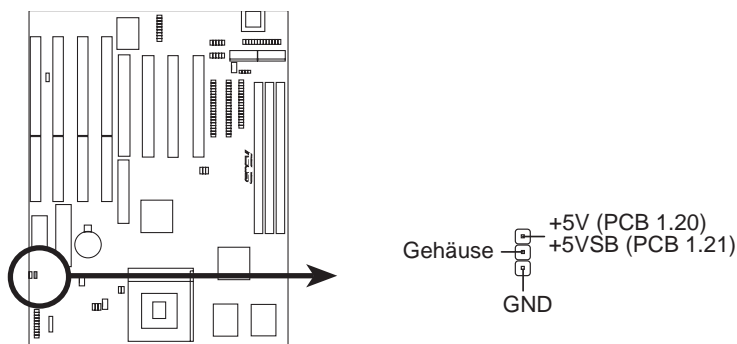 +5V (PCB 1.20)
Gehäuse
+5VSB (PCB 1.21)
GND